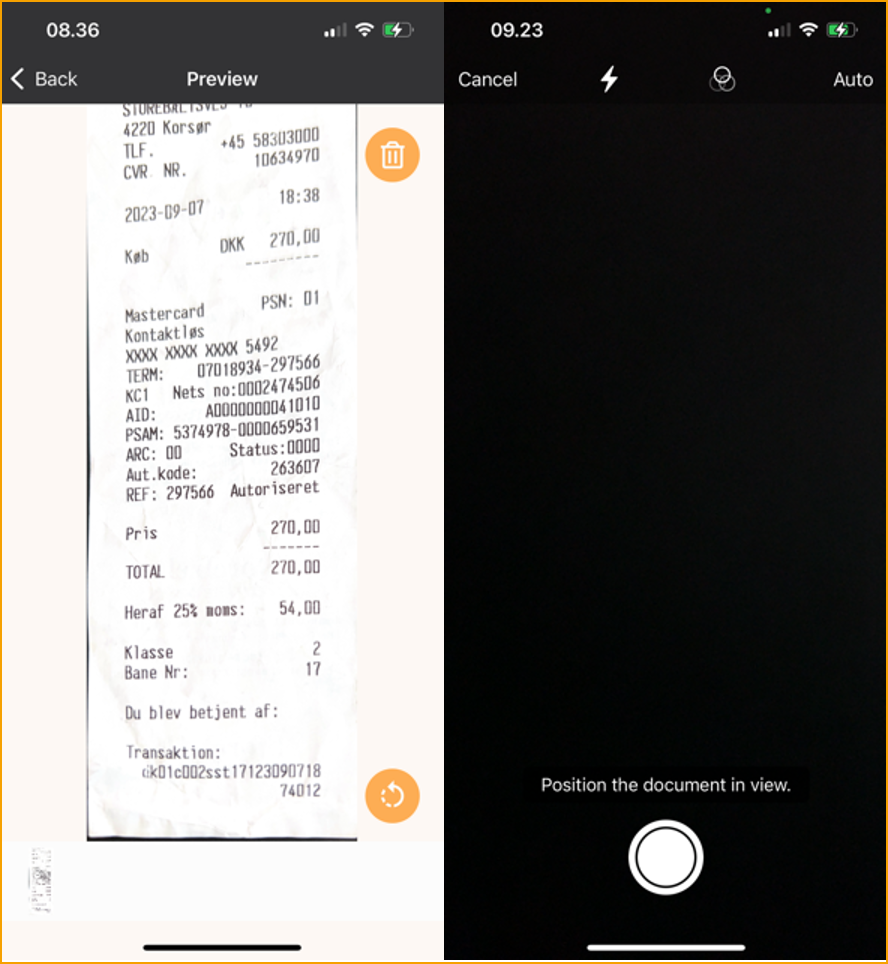 08.36
Back Preview
4220 Korsør
TLF. +45 58303000
CVR NR. 10634970
2023-09-07 18:38
Køb DKK 270,00
---------
Mastercard PSN: 01
Kontaktløs
XXXX XXXX XXXX 5492
TERM: 07018934-297566
KC1 Nets no:0002474506
AID: A0000000041010
PSAM: 5374978-0000659531
ARC: 00 Status:0000
Aut.kode: 263607
REF: 297566 Autoriseret
Pris 270,00
-------
TOTAL 270,00
Heraf 25% moms: 54,00
Klasse 2
Bane Nr: 17
Du blev betjent af:
Transaktion:
dk01c002sst17123090718
74012
09.23
Cancel Auto
Position the document in view.